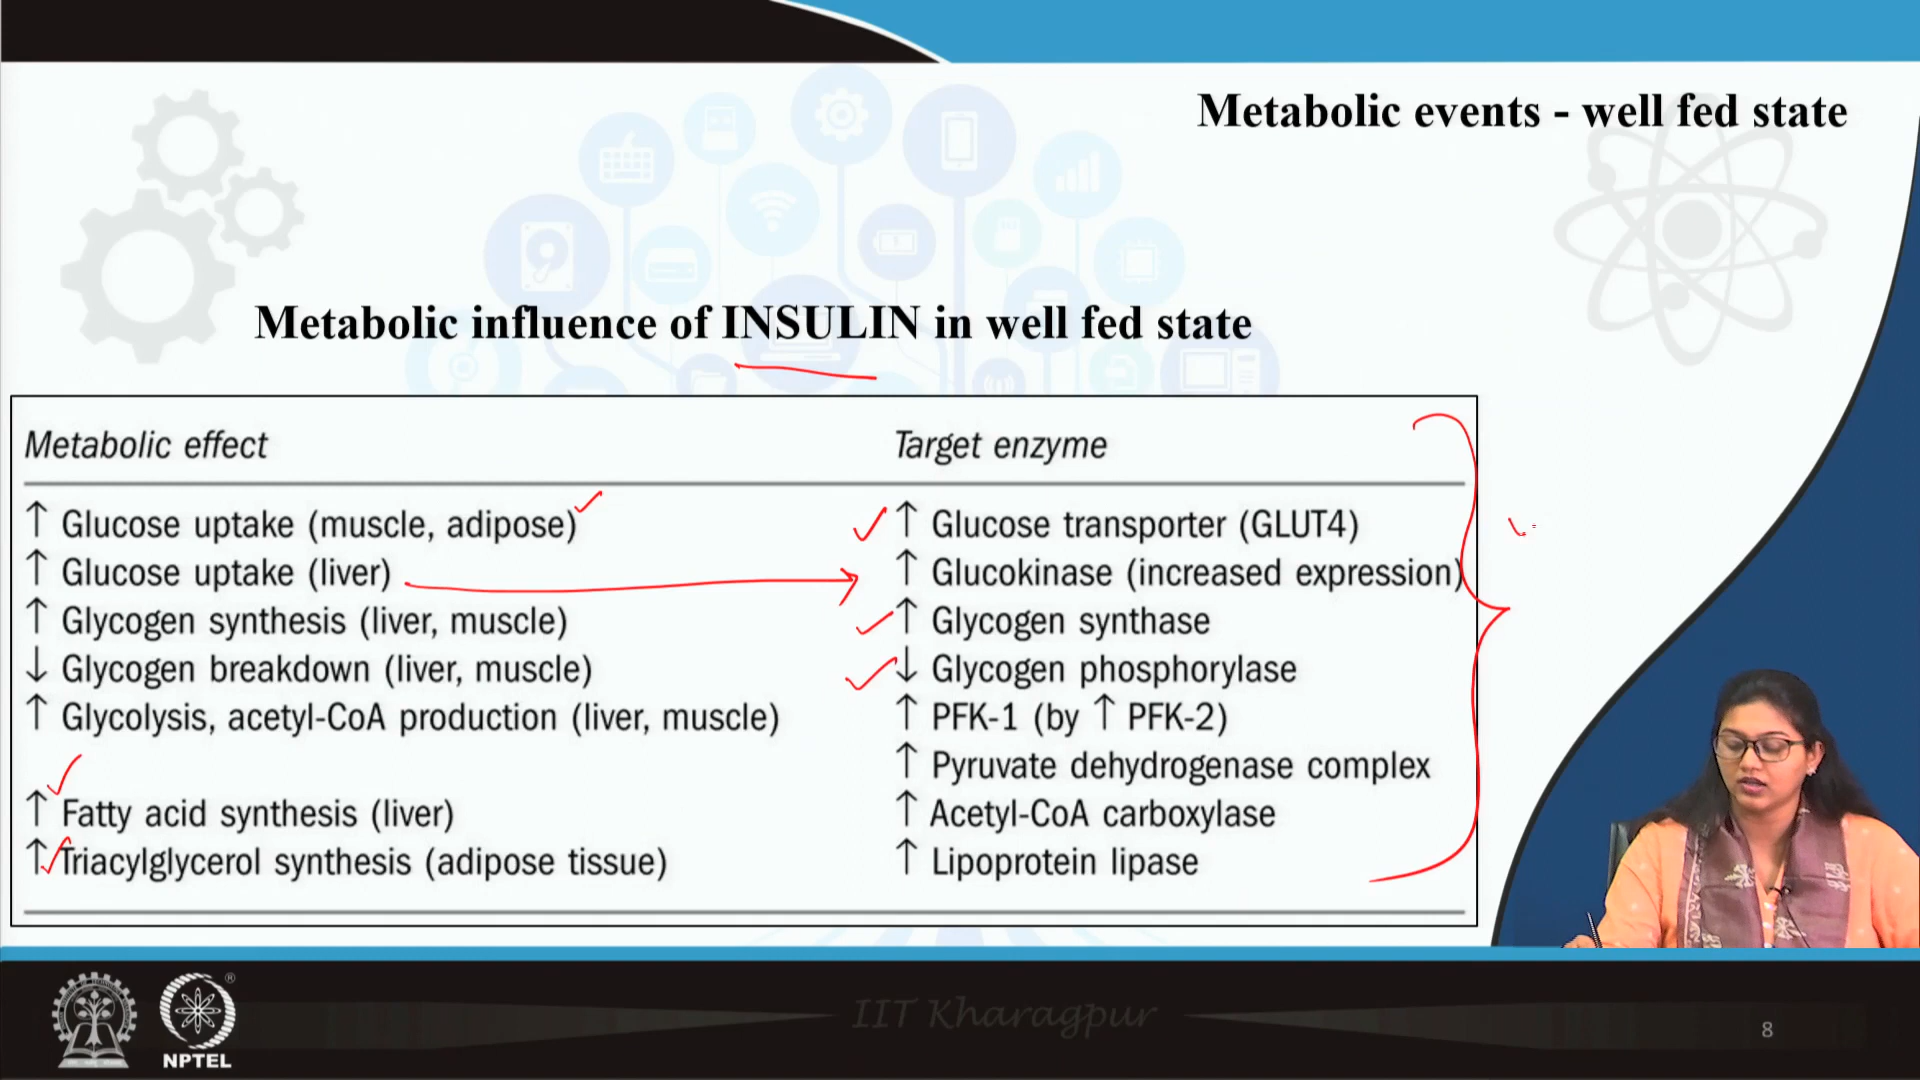 Metabolic events - well fed state
Metabolic influence of INSULIN in well fed state
Metabolic effect Target enzyme
↑ Glucose uptake (muscle, adipose) ↑ Glucose transporter (GLUT4)
↑ Glucose uptake (liver) ↑ Glucokinase (increased expression)
↑ Glycogen synthesis (liver, muscle) ↑ Glycogen synthase
↓ Glycogen breakdown (liver, muscle) ↓ Glycogen phosphorylase
↑ Glycolysis, acetyl-CoA production (liver, muscle) ↑ PFK-1 (by ↑ PFK-2)
↑ Pyruvate dehydrogenase complex
↑ Fatty acid synthesis (liver) ↑ Acetyl-CoA carboxylase
↑ Triacylglycerol synthesis (adipose tissue) ↑ Lipoprotein lipase
IIT Kharagpur
®
NPTEL
8